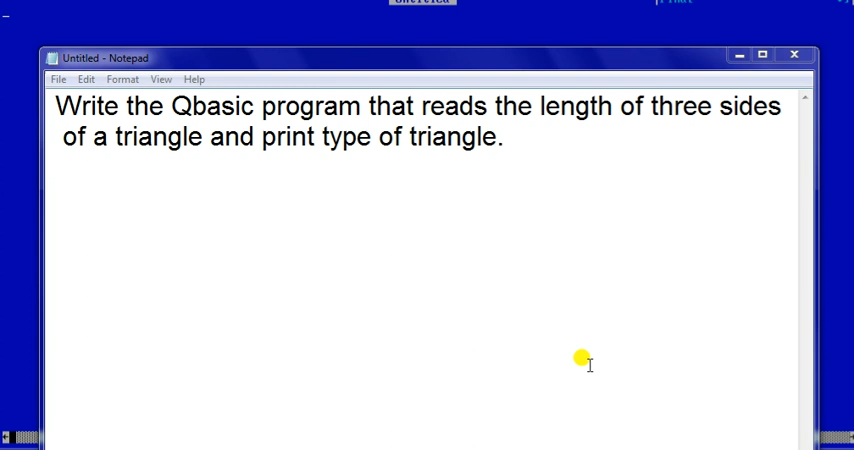 Untitled
Untitled - Notepad
File Edit Format View Help
Write the Qbasic program that reads the length of three sides
of a triangle and print type of triangle.